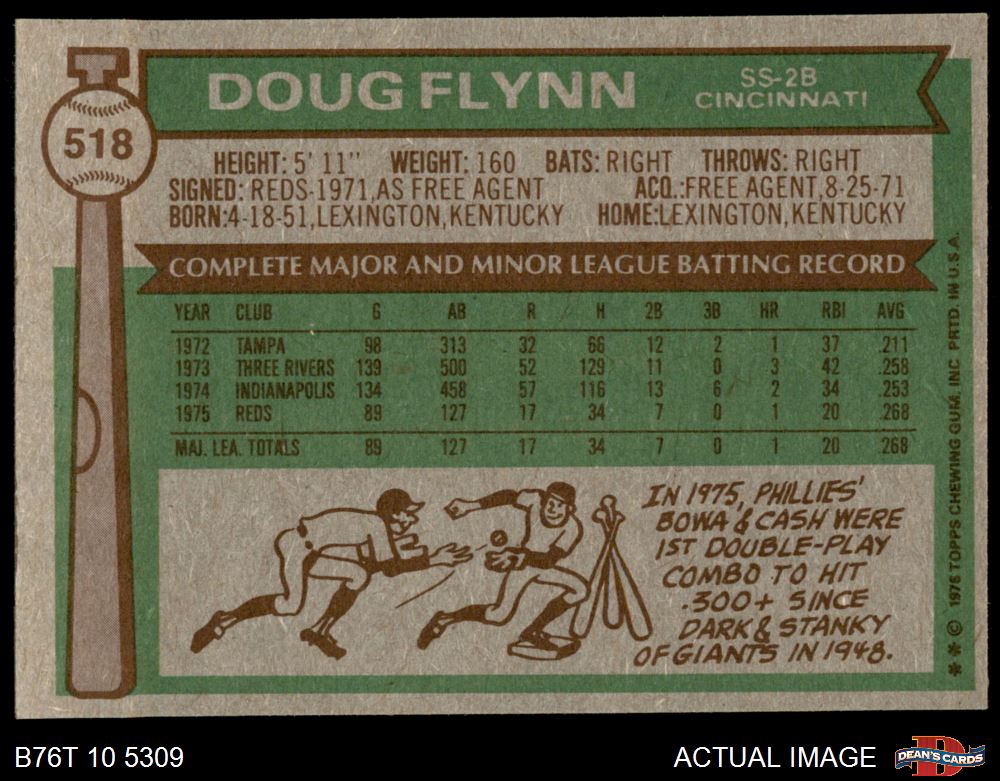 DOUG FLYNN
SS-2B
CINCINNATI
518
HEIGHT: 5' 11" WEIGHT: 160 BATS: RIGHT THROWS: RIGHT
SIGNED: REDS-1971, AS FREE AGENT ACQ.: FREE AGENT, 8-25-71
BORN: 4-18-51, LEXINGTON, KENTUCKY HOME: LEXINGTON, KENTUCKY
COMPLETE MAJOR AND MINOR LEAGUE BATTING RECORD
YEAR CLUB G AB R H 2B 3B HR RBI AVG
1972 TAMPA 98 313 32 66 12 2 1 37 .211
1973 THREE RIVERS 139 500 52 129 11 0 3 42 .258
1974 INDIANAPOLIS 134 458 57 116 13 6 2 34 .253
1975 REDS 89 127 17 34 7 0 1 20 .268
MAJ. LEA. TOTALS 89 127 17 34 7 0 1 20 .268
IN 1975, PHILLIES'
BOWA & CASH WERE
1ST DOUBLE-PLAY
COMBO TO HIT
.300+ SINCE
DARK & STANKY
OF GIANTS IN 1948.
* * © 1976 TOPPS CHEWING GUM, INC. PRTD. IN U.S.A.
B76T 10 5309
ACTUAL IMAGE
D
DEAN'S CARDS